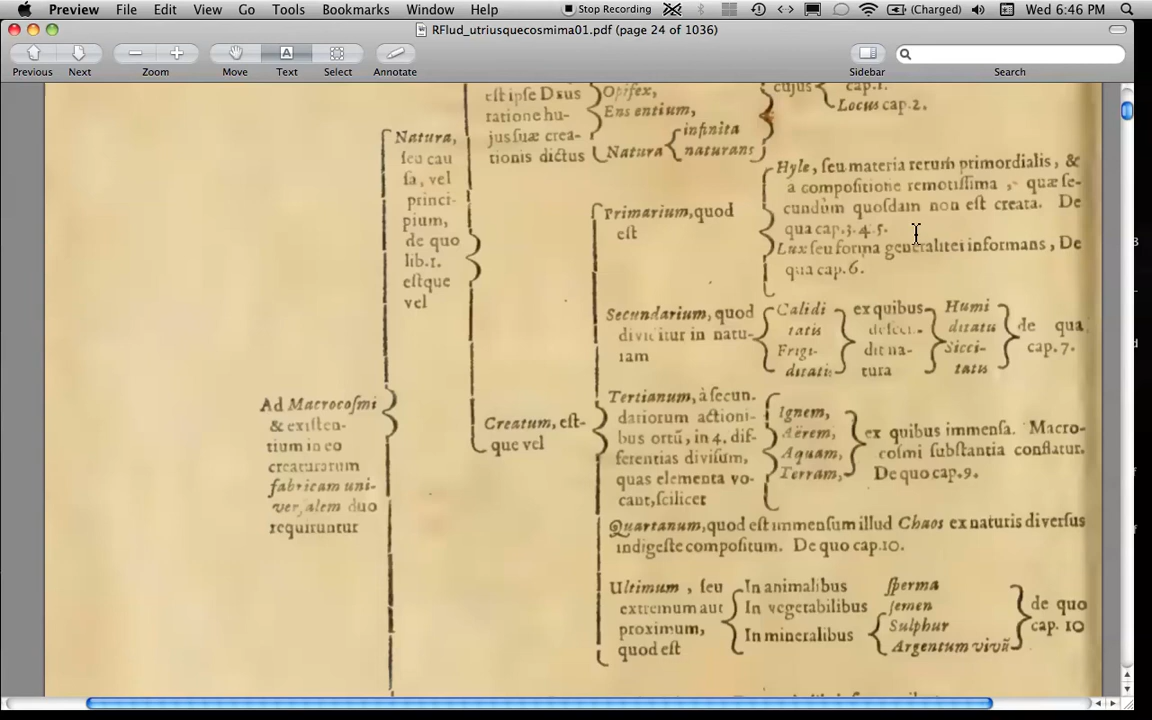 Preview File Edit View Go Tools Bookmarks Window Help Stop Recording (Charged) Wed 6:46 PM
RFlud_utriusquecosmima01.pdf (page 24 of 1036)
Previous Next Zoom Move Text Select Annotate Sidebar Search
eſt ipſe Dɛus
ratione hu-
jus ſuæ crea-
tionis dictus
Opifex,
Ens entium,
Natura
infinita
naturans
cujus
cap.1.
Locus cap.2.
Natura,
ſeu cau
ſa, vel
princi-
pium,
de quo
lib.1.
eſtque
vel
Primarium, quod
eſt
Hyle, ſeu materia rerum primordialis, &
a compoſitione remotiſſima, quæ ſe-
cundùm quoſdam non eſt creata. De
qua cap.3.4.5.
Lux ſeu forma informans, De
qua cap.6.
Secundarium, quod
dividitur in natu-
ram
Calidi
tatis
Frigi-
ditatis
ex quibus
deſcen-
dit na-
tura
Humi
ditatis
Sicci-
tatis
de qua
cap.7.
Ad Macrocoſmi
& exiſten-
tium in eo
creaturarum
fabricam uni-
verſalem duo
requiruntur
Creatum, eſt-
que vel
Tertianum, à ſecun.
dariorum actioni-
bus ortū, in 4. dif-
ferentias diviſum,
quas elementa vo-
cant, ſcilicet
Ignem,
Aërem,
Aquam,
Terram,
ex quibus immenſa. Macro-
coſmi ſubſtantia conflatur.
De quo cap.9.
Quartanum, quod eſt immenſum illud Chaos ex naturis diverſus
indigeſte compoſitum. De quo cap.10.
Ultimum, ſeu
extremum aut
proximum,
quod eſt
In animalibus
In vegetabilibus
In mineralibus
ſperma
ſemen
Sulphur
Argentum vivū
de quo
cap. 10